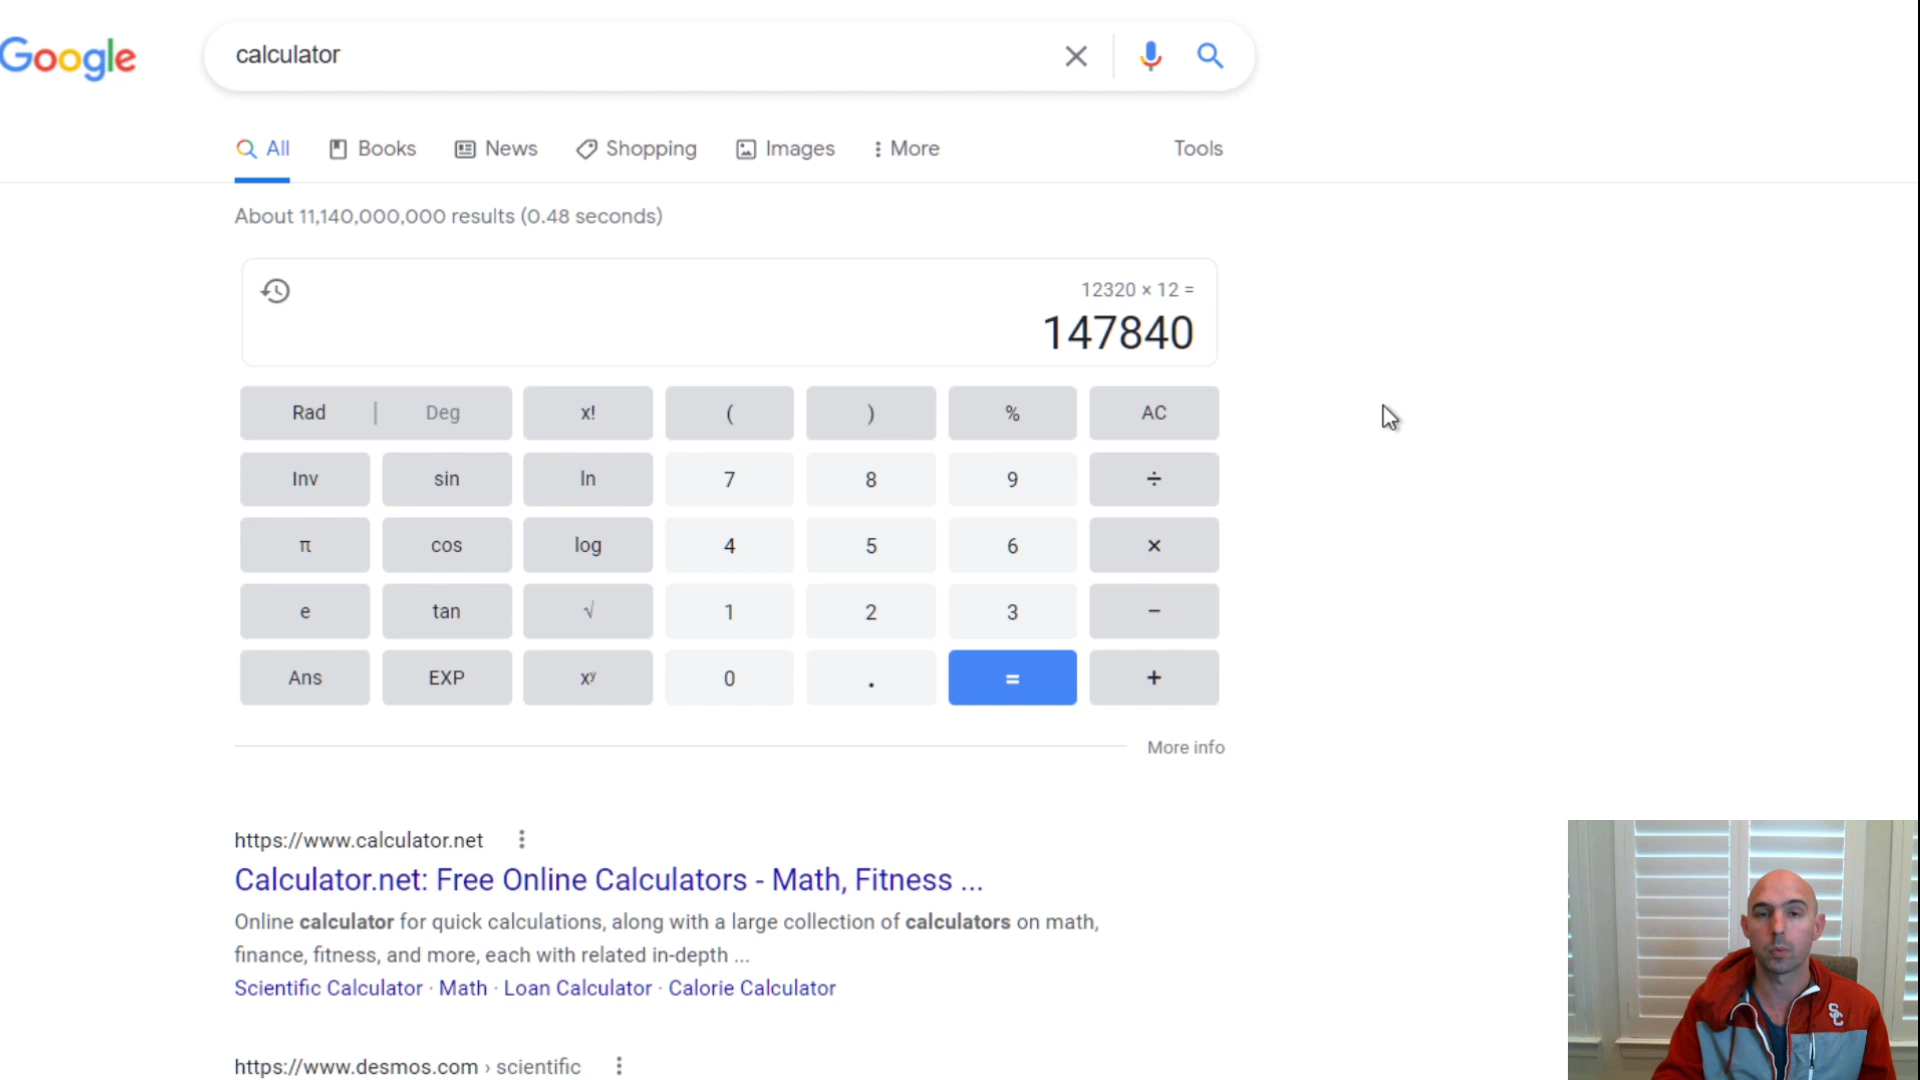 Google
calculator
All Books News Shopping Images More Tools
About 11,140,000,000 results (0.48 seconds)
12320 × 12 =
147840
Rad | Deg x! ( ) % AC
Inv sin ln 7 8 9 ÷
π cos log 4 5 6 ×
e tan √ 1 2 3 −
Ans EXP xʸ 0 . = +
More info
https://www.calculator.net
Calculator.net: Free Online Calculators - Math, Fitness ...
Online calculator for quick calculations, along with a large collection of calculators on math,
finance, fitness, and more, each with related in-depth ...
Scientific Calculator · Math · Loan Calculator · Calorie Calculator
https://www.desmos.com › scientific
SC